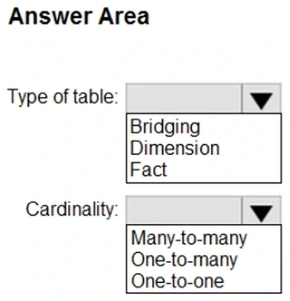 Answer Area
Type of table:
Bridging
Dimension
Fact
Cardinality:
Many-to-many
One-to-many
One-to-one